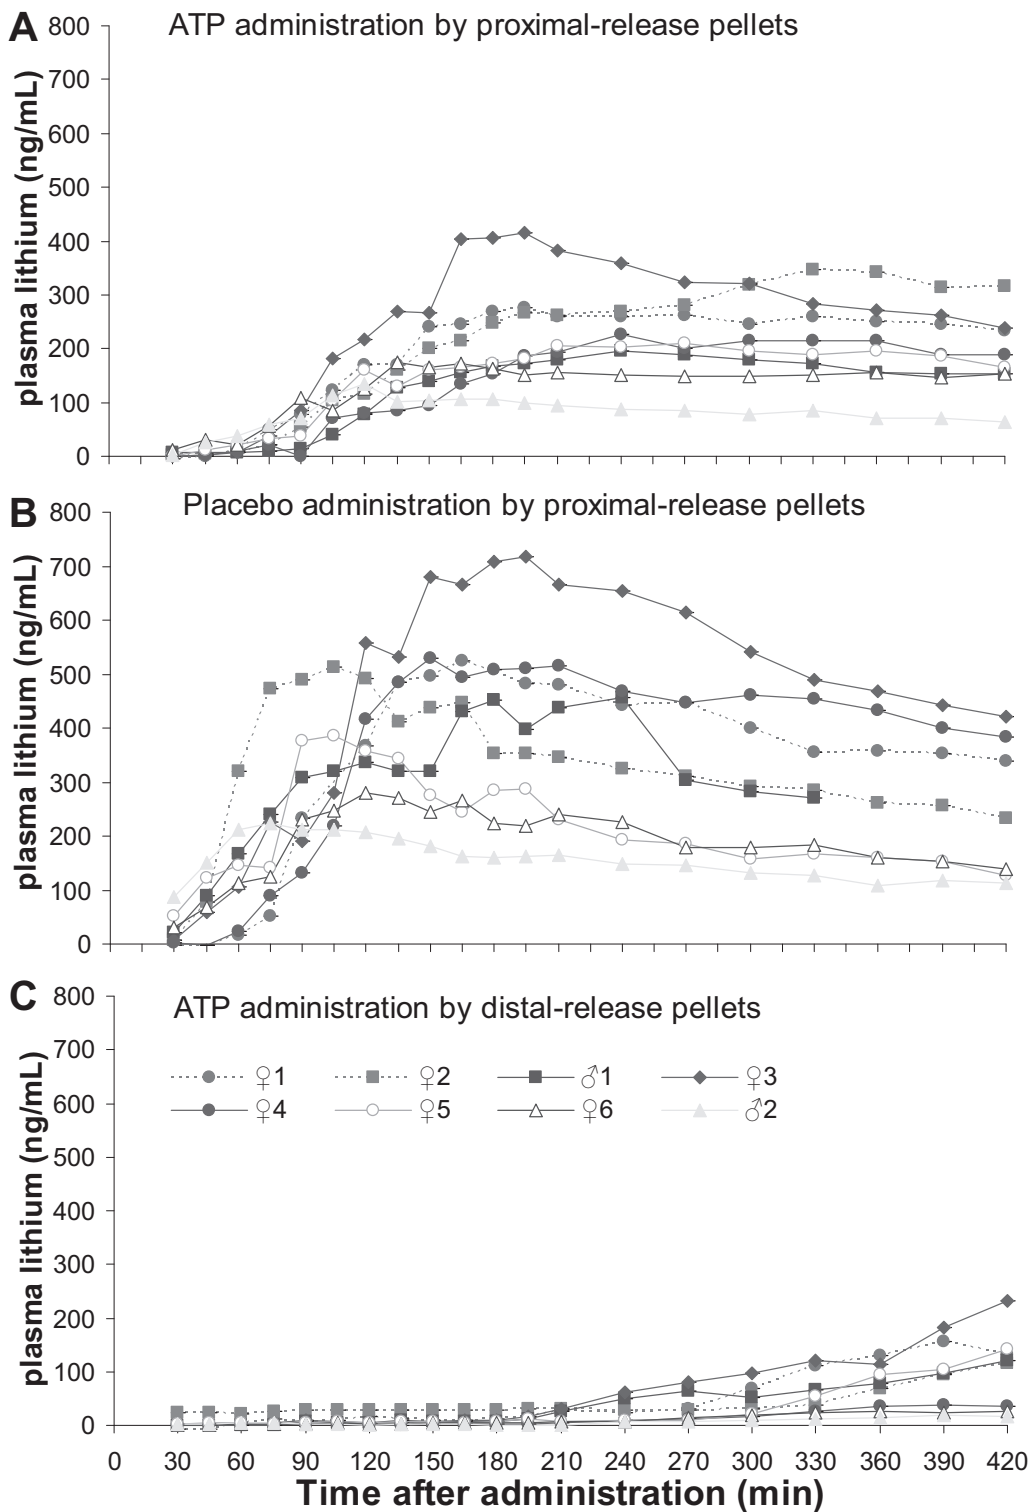 A
ATP administration by proximal-release pellets
800
700
600
500
400
300
200
100
0
plasma lithium (ng/mL)
B
Placebo administration by proximal-release pellets
800
700
600
500
400
300
200
100
0
plasma lithium (ng/mL)
C
ATP administration by distal-release pellets
800
700
600
500
400
300
200
100
0
plasma lithium (ng/mL)
♀1 ♀2 ♂1 ♀3
♀4 ♀5 ♀6 ♂2
0 30 60 90 120 150 180 210 240 270 300 330 360 390 420
Time after administration (min)